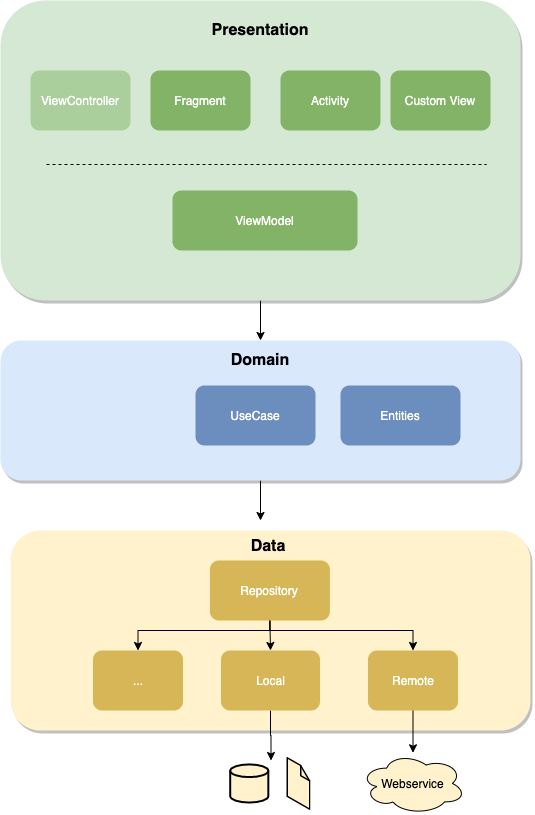 Presentation
ViewController
Fragment
Activity
Custom View
ViewModel
Domain
UseCase
Entities
Data
Repository
...
Local
Remote
Webservice